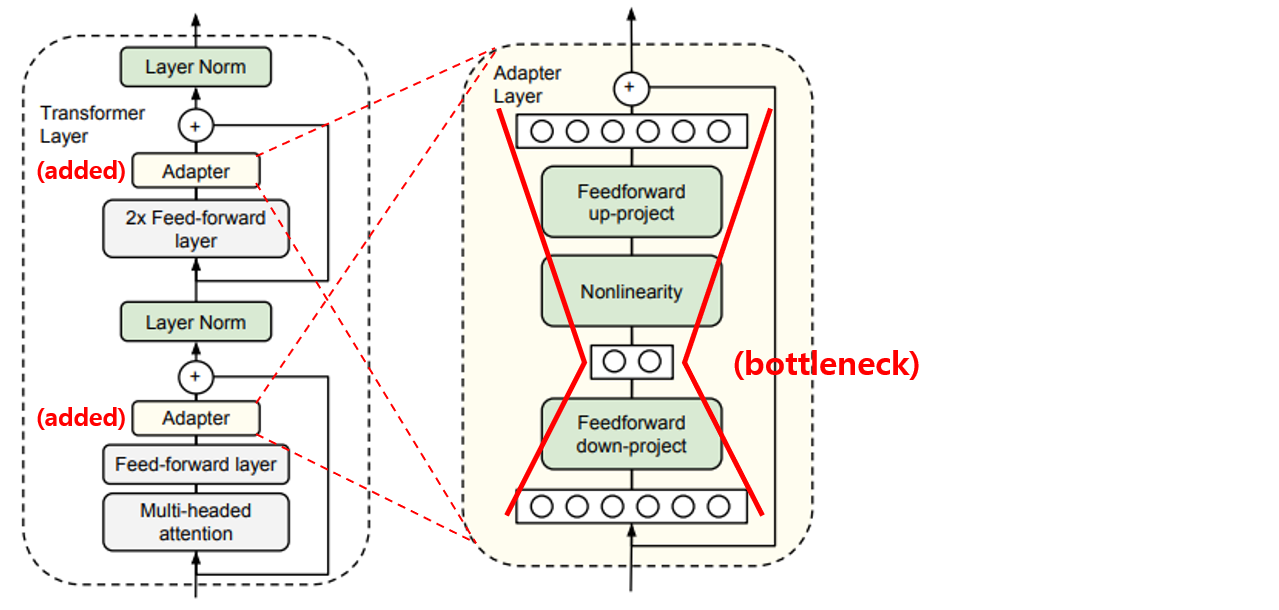 Layer Norm
Transformer
Layer
+
(added)
Adapter
2x Feed-forward
layer
Layer Norm
+
(added)
Adapter
Feed-forward layer
Multi-headed
attention
Adapter
Layer
+
Feedforward
up-project
Nonlinearity
(bottleneck)
Feedforward
down-project